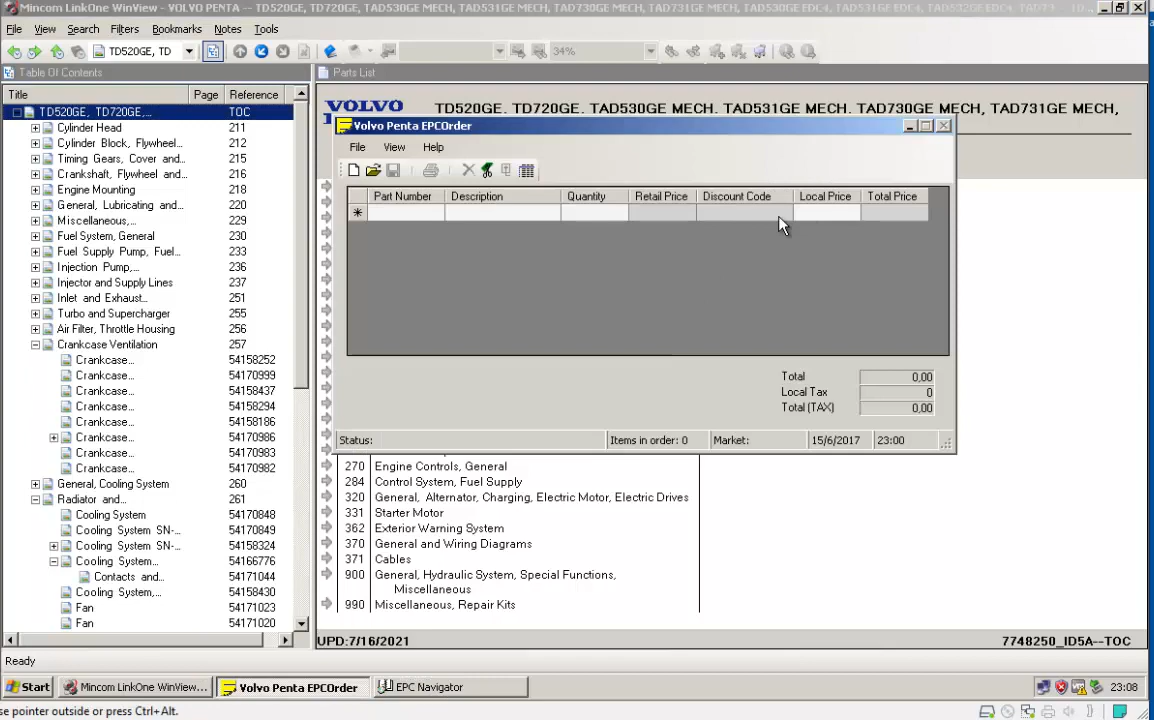 Mincom LinkOne WinView - VOLVO PENTA -- TD520GE, TD720GE, TAD530GE MECH, TAD531GE MECH, TAD730GE MECH, TAD731GE MECH,
File View Search Filters Bookmarks Notes Tools
TD520GE, TD 34%
Table Of Contents
Parts List
Title Page Reference
TD520GE, TD720GE,... TOC
Cylinder Head 211
Cylinder Block, Flywheel... 212
Timing Gears, Cover and... 215
Crankshaft, Flywheel and... 216
Engine Mounting 218
General, Lubricating and... 220
Miscellaneous,... 229
Fuel System, General 230
Fuel Supply Pump, Fuel... 233
Injection Pump,... 236
Injector and Supply Lines 237
Inlet and Exhaust... 251
Turbo and Supercharger 255
Air Filter, Throttle Housing 256
Crankcase Ventilation 257
Crankcase... 54158252
Crankcase... 54170999
Crankcase... 54158437
Crankcase... 54158294
Crankcase... 54158186
Crankcase... 54170986
Crankcase... 54170983
Crankcase... 54170982
General, Cooling System 260
Radiator and... 261
Cooling System 54170848
Cooling System SN-... 54170849
Cooling System SN-... 54158324
Cooling System... 54166776
Contacts and... 54171044
Cooling System,... 54158430
Fan 54171023
Fan 54171020
VOLVO
TD520GE. TD720GE. TAD530GE MECH. TAD531GE MECH. TAD730GE MECH, TAD731GE MECH,
Volvo Penta EPCOrder
File View Help
Part Number Description Quantity Retail Price Discount Code Local Price Total Price
Total 0,00
Local Tax 0
Total (TAX) 0,00
Status: Items in order: 0 Market: 15/6/2017 23:00
270 Engine Controls, General
284 Control System, Fuel Supply
320 General, Alternator, Charging, Electric Motor, Electric Drives
331 Starter Motor
362 Exterior Warning System
370 General and Wiring Diagrams
371 Cables
900 General, Hydraulic System, Special Functions,
Miscellaneous
990 Miscellaneous, Repair Kits
UPD:7/16/2021 7748250_ID5A--TOC
Ready
Start Mincom LinkOne WinView... Volvo Penta EPCOrder EPC Navigator 23:08
se pointer outside or press Ctrl+Alt.